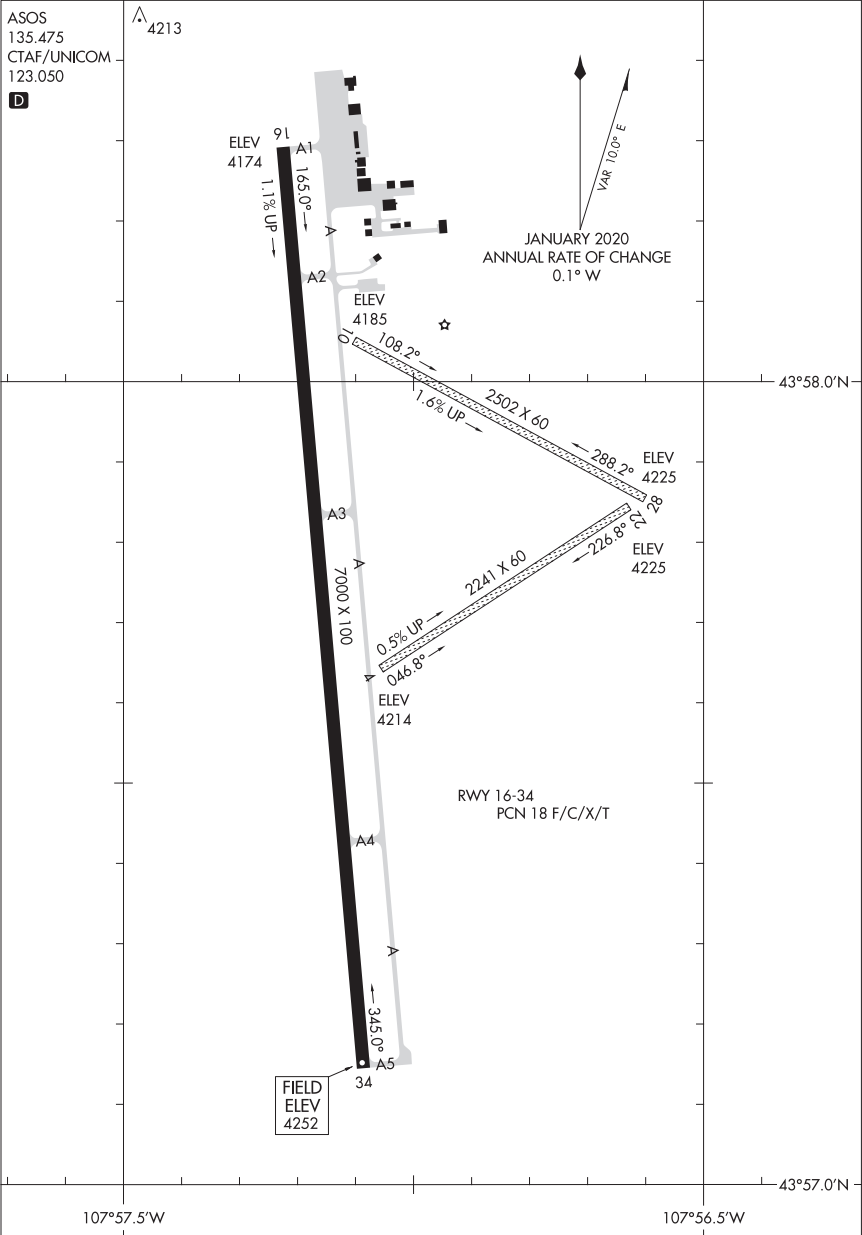 ASOS
135.475
CTAF/UNICOM
123.050
D
4213
16
ELEV
4174
A1
165.0°
1.1% UP
A
A2
VAR 10.0° E
JANUARY 2020
ANNUAL RATE OF CHANGE
0.1° W
ELEV
4185
10
108.2°
1.6% UP
2502 X 60
288.2°
ELEV
4225
28
43°58.0'N
22
226.8°
ELEV
4225
2241 X 60
0.5% UP
046.8°
4
ELEV
4214
A3
A
7000 X 100
RWY 16-34
PCN 18 F/C/X/T
A4
A
345.0°
A5
34
FIELD
ELEV
4252
43°57.0'N
107°57.5'W
107°56.5'W